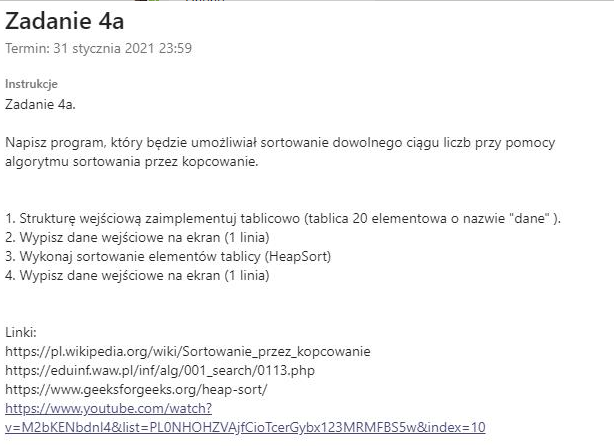 Zadanie 4a
Termin: 31 stycznia 2021 23:59
Instrukcje
Zadanie 4a.
Napisz program, który będzie umożliwiał sortowanie dowolnego ciągu liczb przy pomocy
algorytmu sortowania przez kopcowanie.
1. Strukturę wejściową zaimplementuj tablicowo (tablica 20 elementowa o nazwie "dane" ).
2. Wypisz dane wejściowe na ekran (1 linia)
3. Wykonaj sortowanie elementów tablicy (HeapSort)
4. Wypisz dane wejściowe na ekran (1 linia)
Linki:
https://pl.wikipedia.org/wiki/Sortowanie_przez_kopcowanie
https://eduinf.waw.pl/inf/alg/001_search/0113.php
https://www.geeksforgeeks.org/heap-sort/
https://www.youtube.com/watch?
v=M2bKENbdnI4&list=PL0NHOHZVAjfCioTcerGybx123MRMFBS5w&index=10